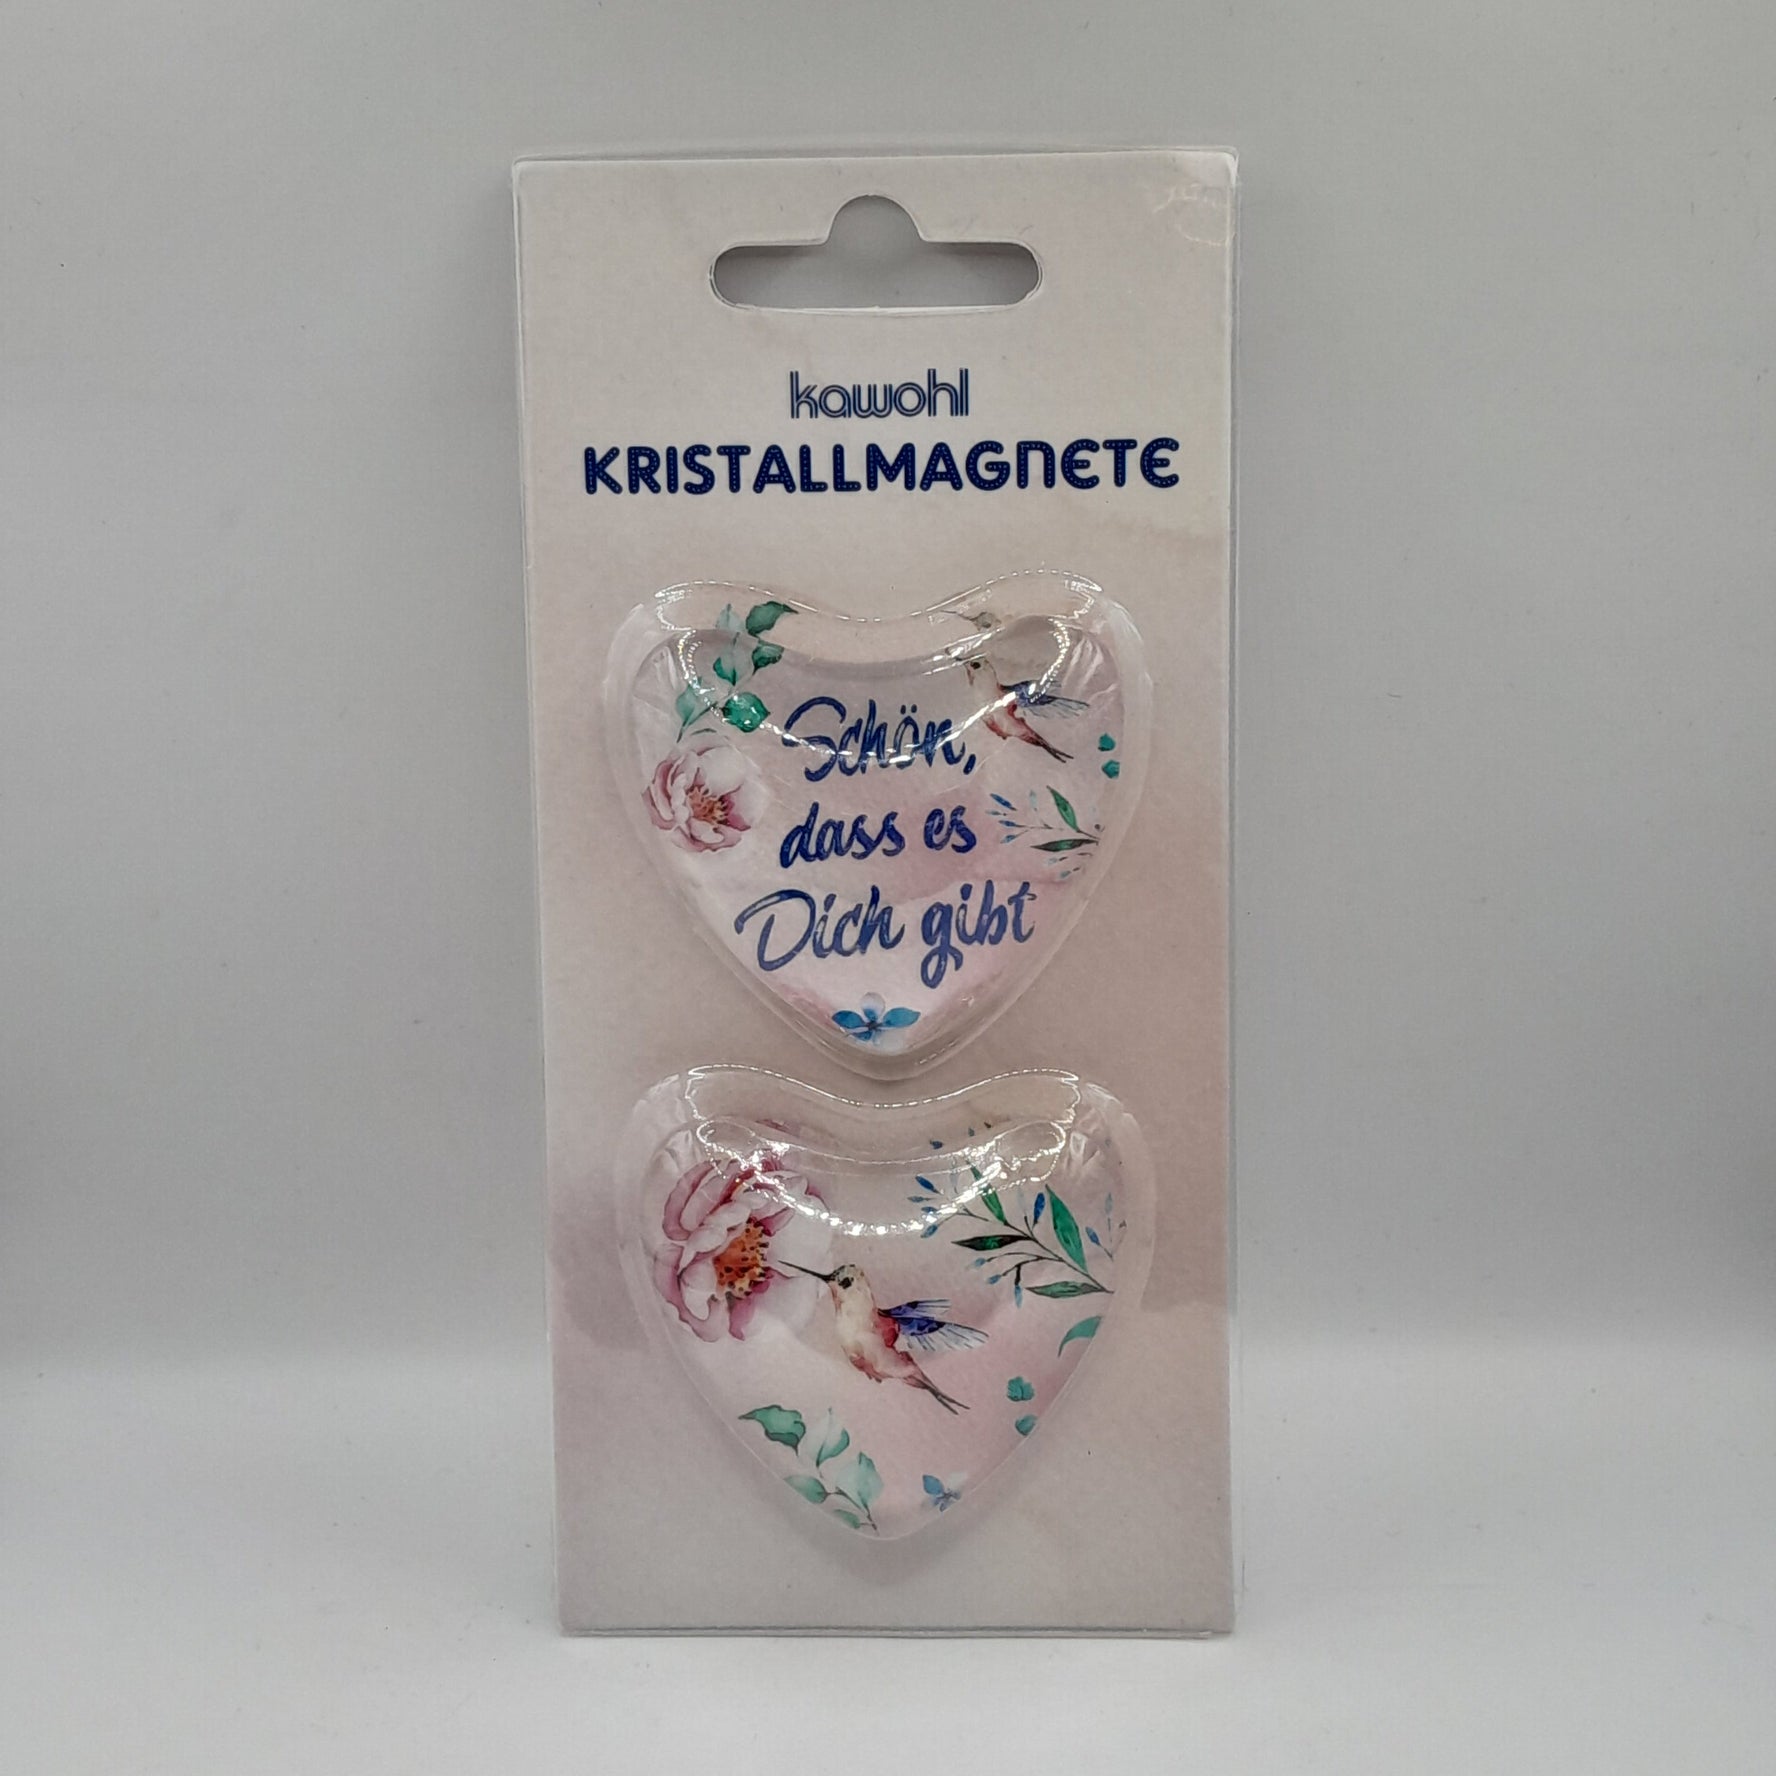 kawohl
KRISTALLMAGNETE
Schön,
dass es
Dich gibt